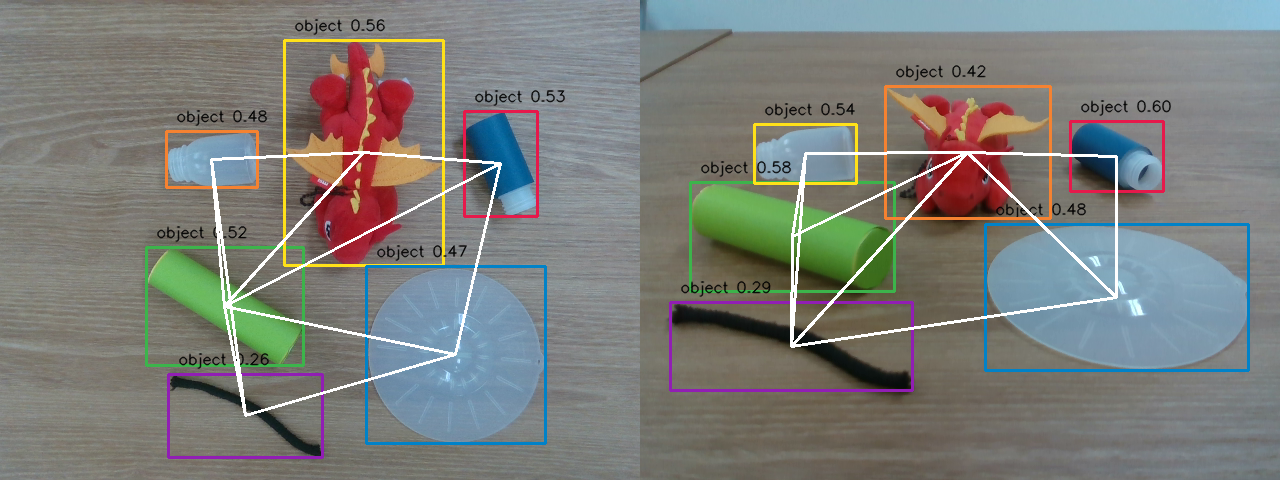 object 0.56
object 0.53
object 0.48
object 0.52
object 0.47
object 0.26
object 0.42
object 0.60
object 0.54
object 0.58
object 0.48
object 0.29